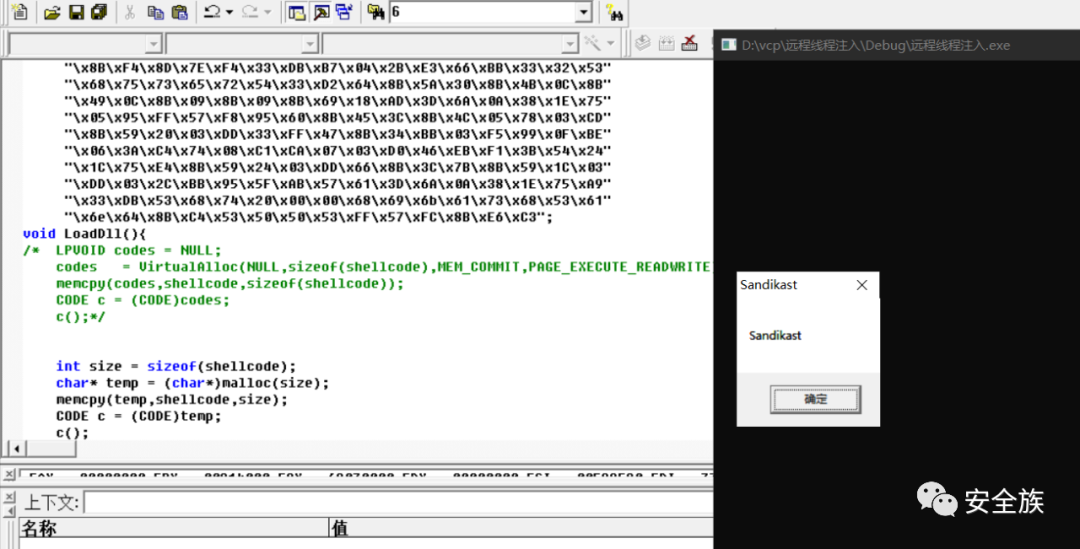 6
D:\vcp\远程线程注入\Debug\远程线程注入.exe
"\x8B\xF4\x8D\x7E\xF4\x33\xDB\xB7\x04\x2B\xE3\x66\xBB\x33\x32\x53"
"\x68\x75\x73\x65\x72\x54\x33\xD2\x64\x8B\x5A\x30\x8B\x4B\x0C\x8B"
"\x49\x0C\x8B\x09\x8B\x09\x8B\x69\x18\xAD\x3D\x6A\x0A\x38\x1E\x75"
"\x05\x95\xFF\x57\xF8\x95\x60\x8B\x45\x3C\x8B\x4C\x05\x78\x03\xCD"
"\x8B\x59\x20\x03\xDD\x33\xFF\x47\x8B\x34\xBB\x03\xF5\x99\x0F\xBE"
"\x06\x3A\xC4\x74\x08\xC1\xCA\x07\x03\xD0\x46\xEB\xF1\x3B\x54\x24"
"\x1C\x75\xE4\x8B\x59\x24\x03\xDD\x66\x8B\x3C\x7B\x8B\x59\x1C\x03"
"\xDD\x03\x2C\xBB\x95\x5F\xAB\x57\x61\x3D\x6A\x0A\x38\x1E\x75\xA9"
"\x33\xDB\x53\x68\x74\x20\x00\x00\x68\x69\x6b\x61\x73\x68\x53\x61"
"\x6e\x64\x8B\xC4\x53\x50\x50\x53\xFF\x57\xFC\x8B\xE6\xC3";
void LoadDll(){
/* LPVOID codes = NULL;
codes = VirtualAlloc(NULL,sizeof(shellcode),MEM_COMMIT,PAGE_EXECUTE_READWRITE
memcpy(codes,shellcode,sizeof(shellcode));
CODE c = (CODE)codes;
c();*/
int size = sizeof(shellcode);
char* temp = (char*)malloc(size);
memcpy(temp,shellcode,size);
CODE c = (CODE)temp;
c();
Sandikast
Sandikast
确定
上下文:
名称 值
安全族